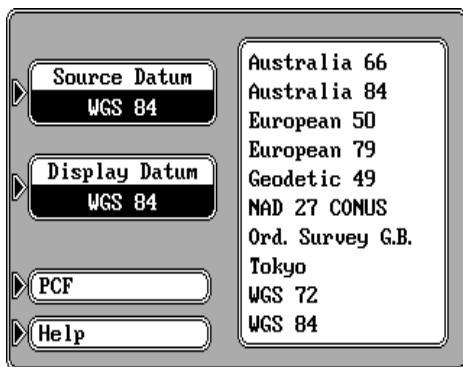 Source Datum
WGS 84
Display Datum
WGS 84
PCF
Help
Australia 66
Australia 84
European 50
European 79
Geodetic 49
NAD 27 CONUS
Ord. Survey G.B.
Tokyo
WGS 72
WGS 84